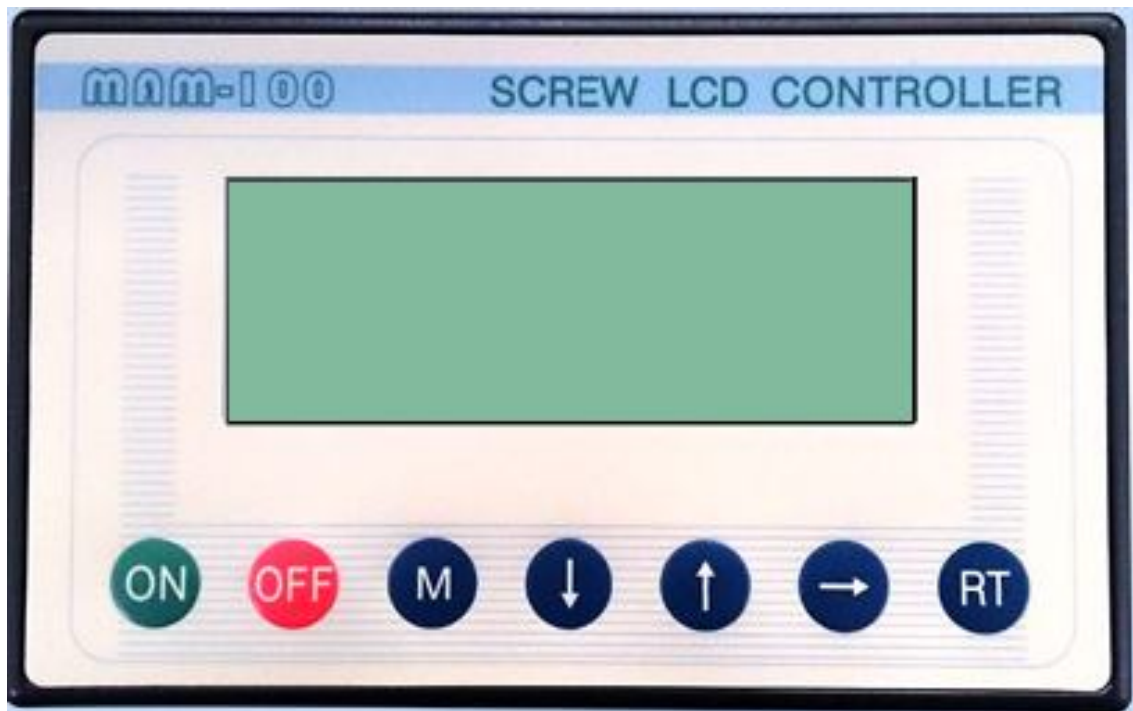 MAM-100 SCREW LCD CONTROLLER
ON OFF M ↓ ↑ → RT